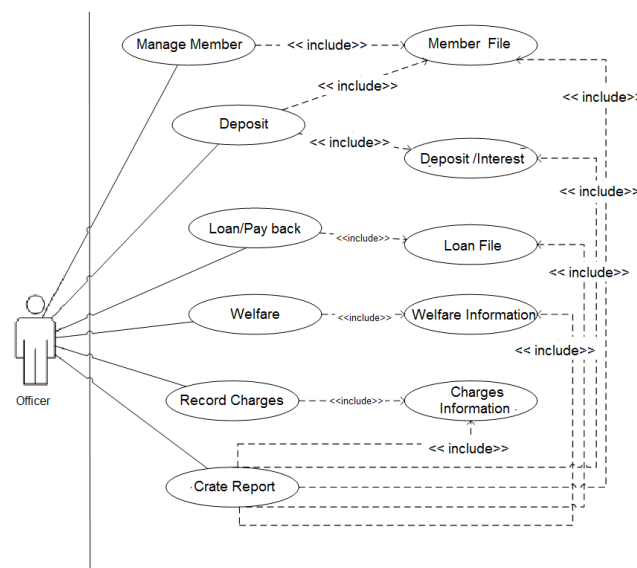 Manage Member
<< include>>
Member File
<< include>>
<< include>>
Deposit
<< include>>
Deposit /Interest
Loan/Pay back
<<include>>
Loan File
<< include>>
Welfare
<<include>>
Welfare Information
<< include>>
Officer
Record Charges
<<include>>
Charges
Information
<< include>>
Crate Report